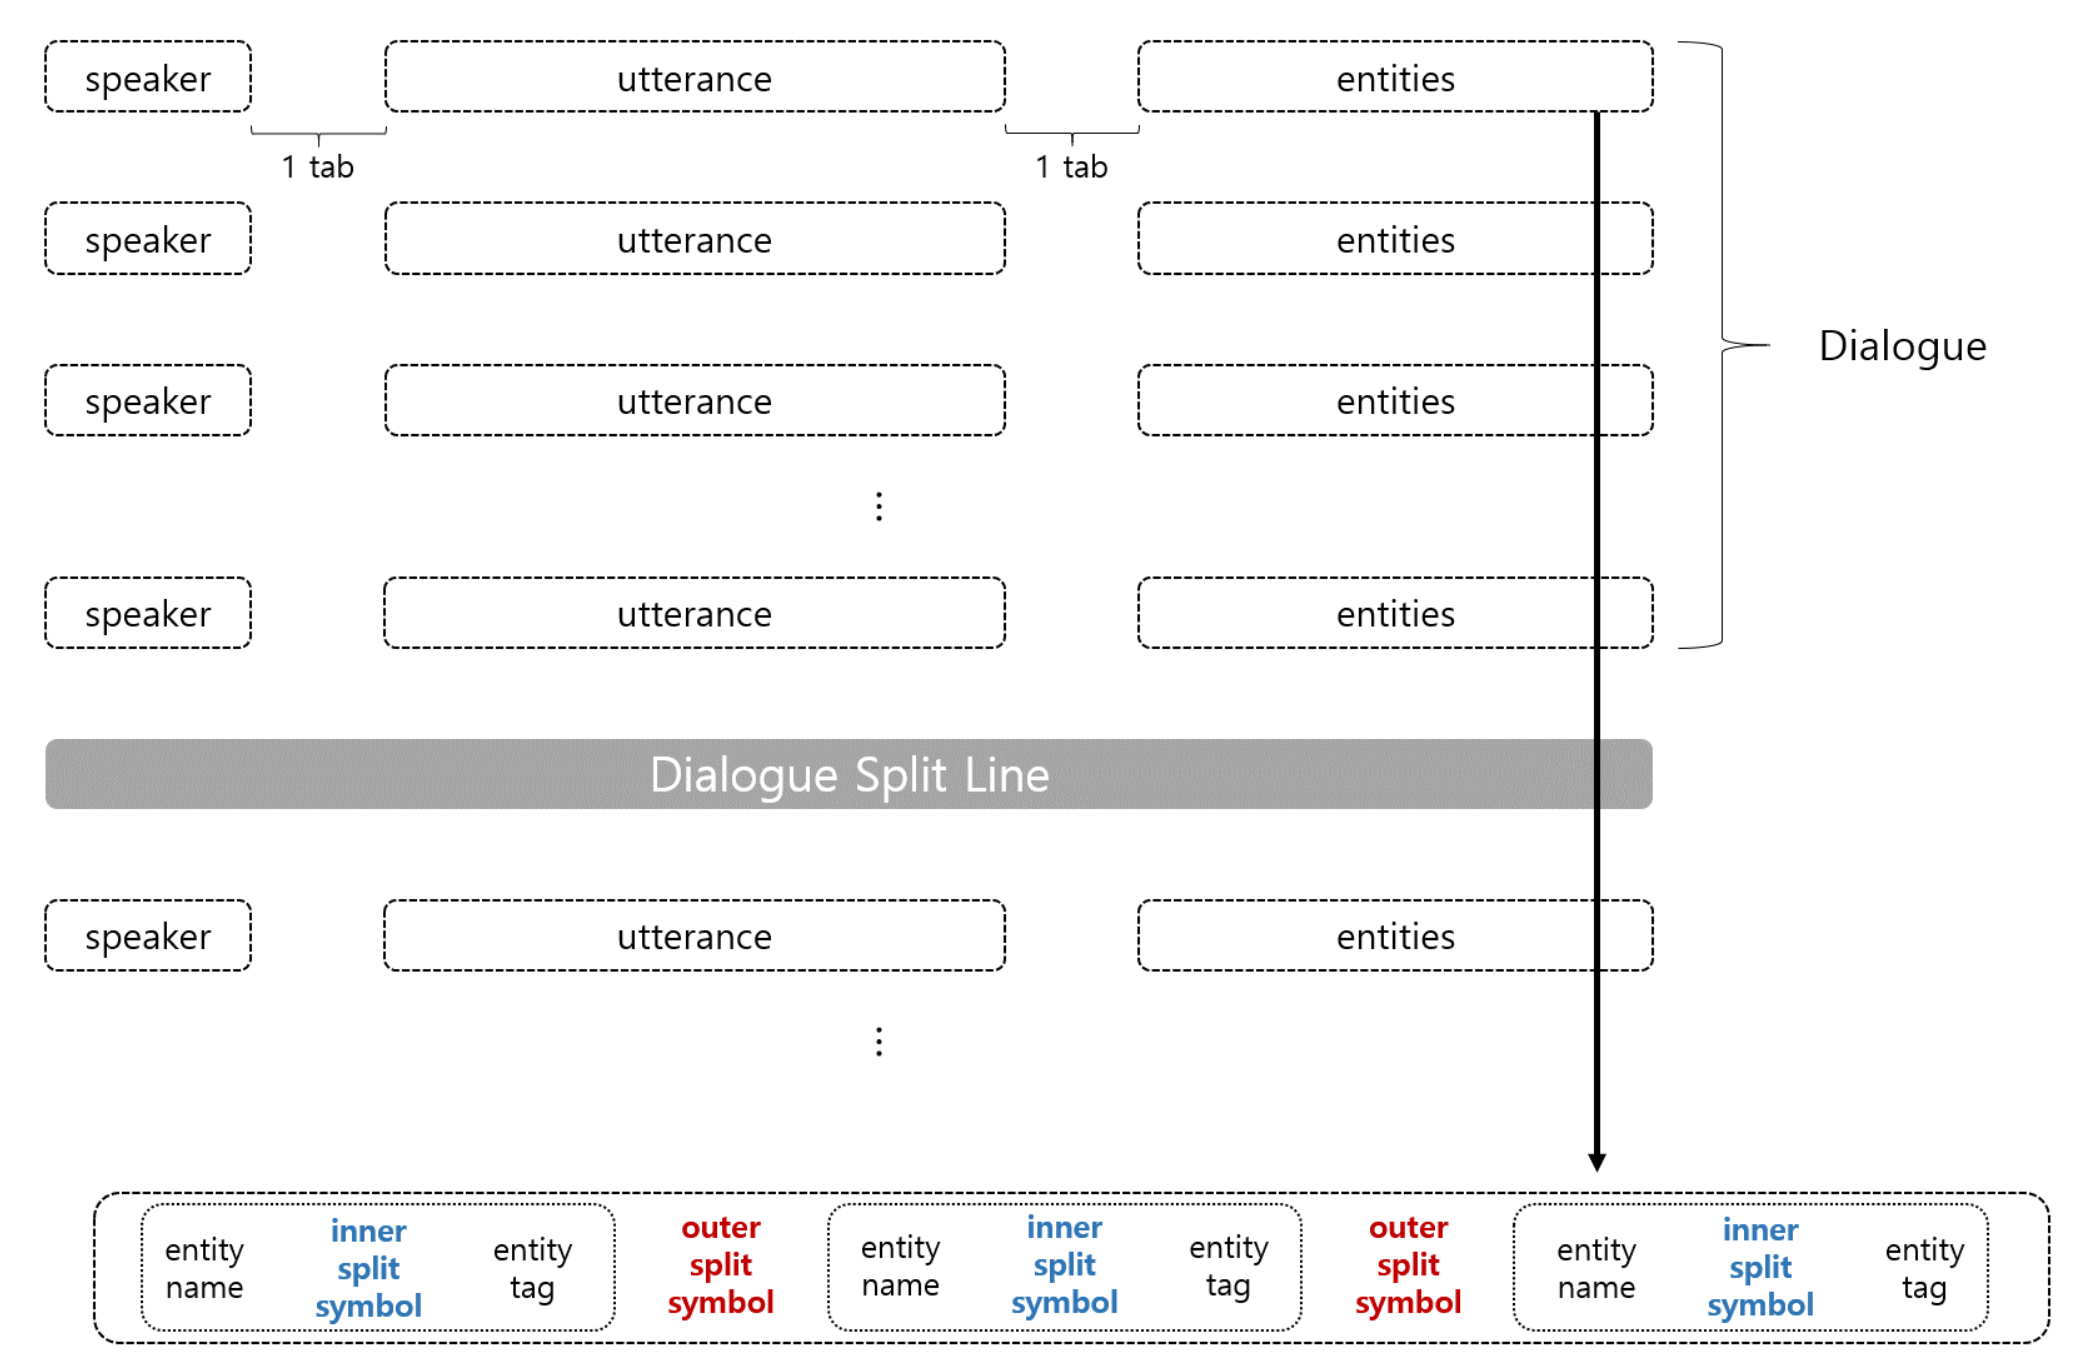 speaker utterance entities
1 tab 1 tab
speaker utterance entities
Dialogue
speaker utterance entities
⋮
speaker utterance entities
Dialogue Split Line
speaker utterance entities
⋮
entity name inner split symbol entity tag outer split symbol entity name inner split symbol entity tag outer split symbol entity name inner split symbol entity tag